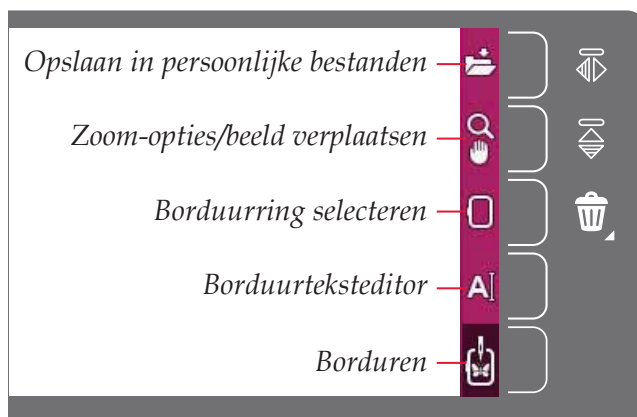 Opslaan in persoonlijke bestanden
Zoom-opties/beeld verplaatsen
Borduurring selecteren
Borduurteksteditor
A
Borduren